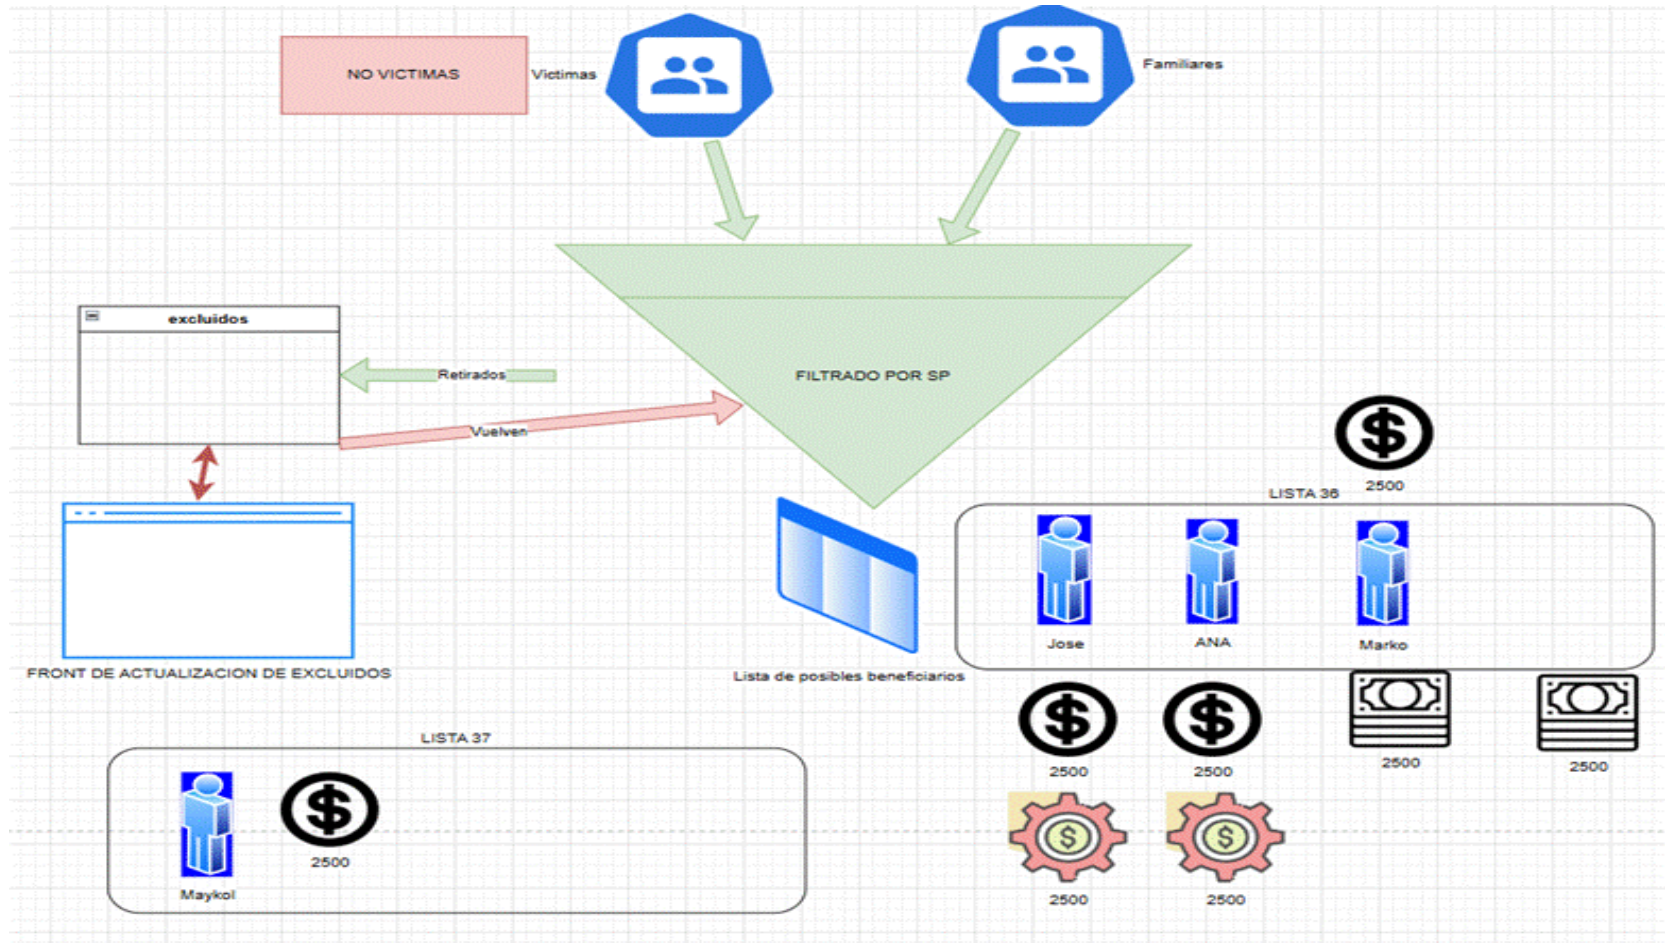 NO VICTIMAS
Victimas
Familiares
excluidos
Retirados
FILTRADO POR SP
Vuelven
2500
LISTA 36
Jose
ANA
Marko
FRONT DE ACTUALIZACION DE EXCLUIDOS
Lista de posibles beneficiarios
LISTA 37
2500
2500
2500
2500
Maykol
2500
2500
2500